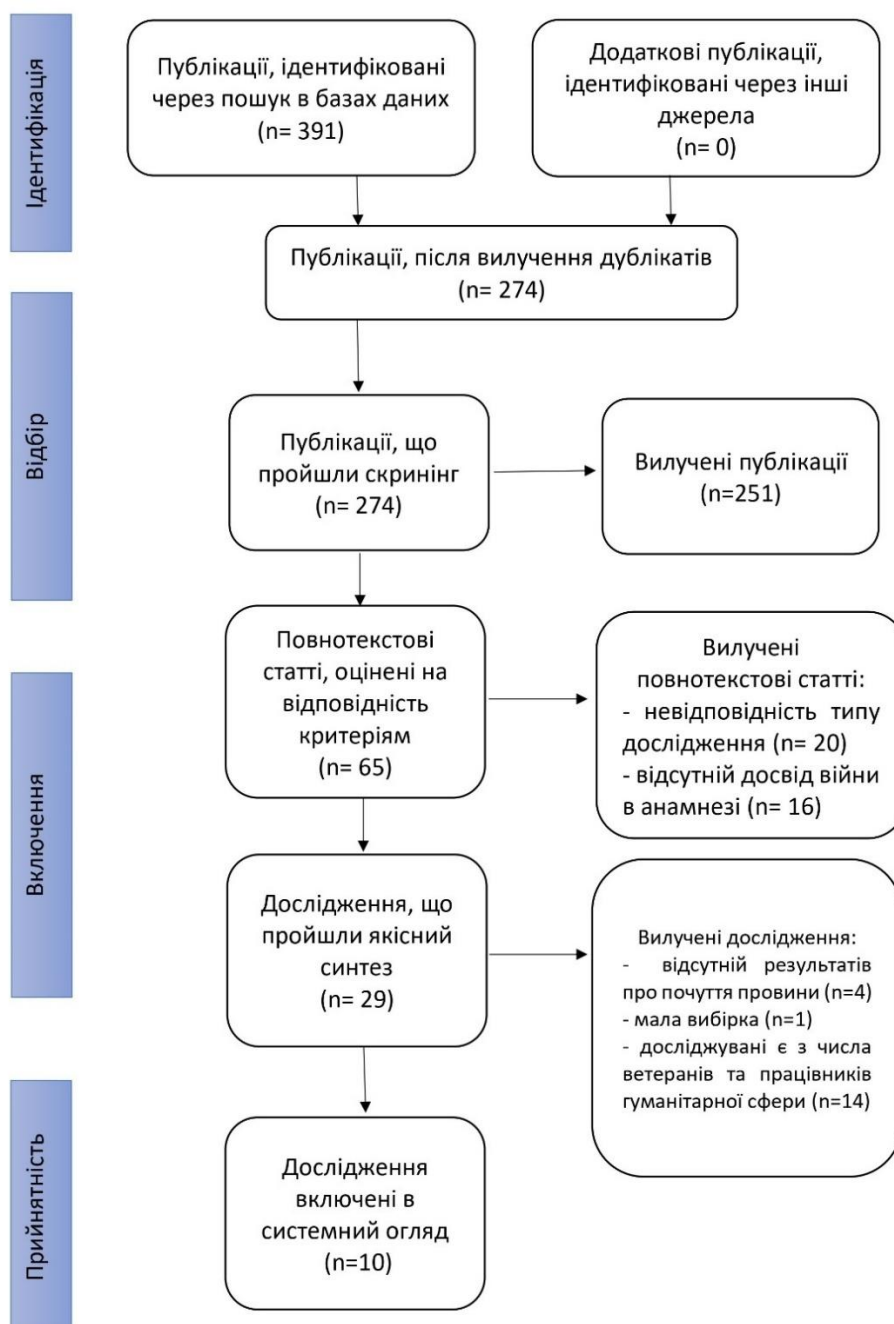 Ідентифікація
Публікації, ідентифіковані
через пошук в базах даних
(n= 391)
Додаткові публікації,
ідентифіковані через інші
джерела
(n= 0)
Публікації, після вилучення дублікатів
(n= 274)
Відбір
Публікації, що
пройшли скринінг
(n= 274)
Вилучені публікації
(n=251)
Включення
Повнотекстові
статті, оцінені на
відповідність
критеріям
(n= 65)
Вилучені
повнотекстові статті:
- невідповідність типу
дослідження (n= 20)
- відсутній досвід війни
в анамнезі (n= 16)
Дослідження, що
пройшли якісний
синтез
(n= 29)
Вилучені дослідження:
- відсутній результатів
про почуття провини (n=4)
- мала вибірка (n=1)
- досліджувані є з числа
ветеранів та працівників
гуманітарної сфери (n=14)
Прийнятність
Дослідження
включені в
системний огляд
(n=10)